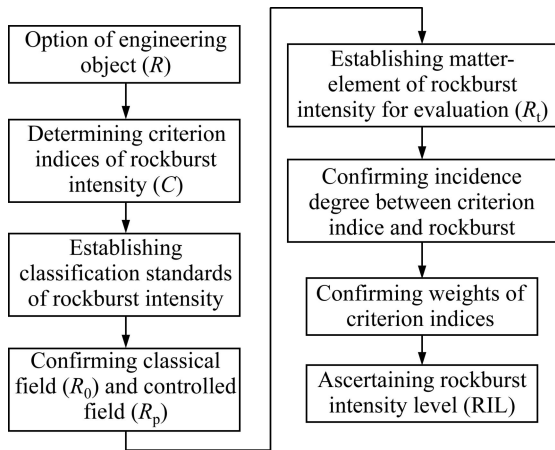 Option of engineering
object (R)
Determining criterion
indices of rockburst
intensity (C)
Establishing
classification standards
of rockburst intensity
Confirming classical
field (R0) and controlled
field (Rp)
Establishing matter-
element of rockburst
intensity for evaluation (Rt)
Confirming incidence
degree between criterion
indice and rockburst
Confirming weights of
criterion indices
Ascertaining rockburst
intensity level (RIL)